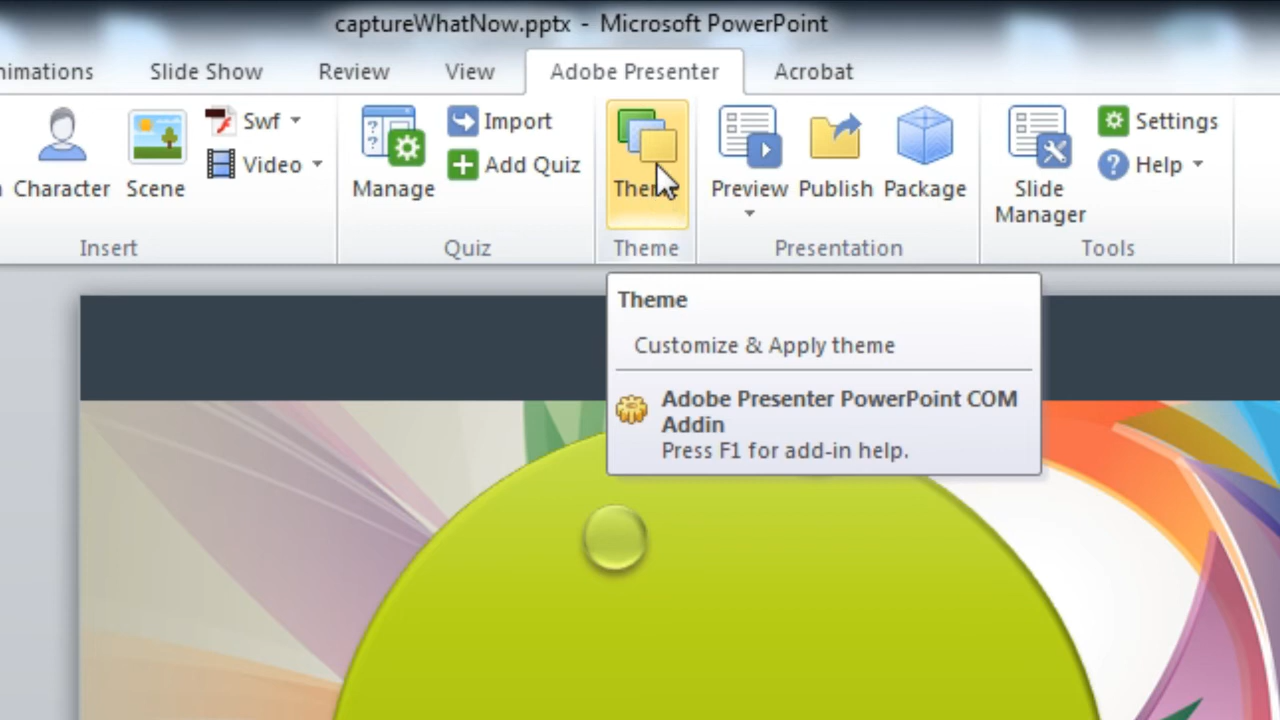 captureWhatNow.pptx - Microsoft PowerPoint
nimations Slide Show Review View Adobe Presenter Acrobat
Character Scene Swf Video
Insert
Manage Import Add Quiz
Quiz
Theme
Preview Publish Package
Presentation
Slide Manager Settings Help
Tools
Theme
Customize & Apply theme
Adobe Presenter PowerPoint COM
Addin
Press F1 for add-in help.